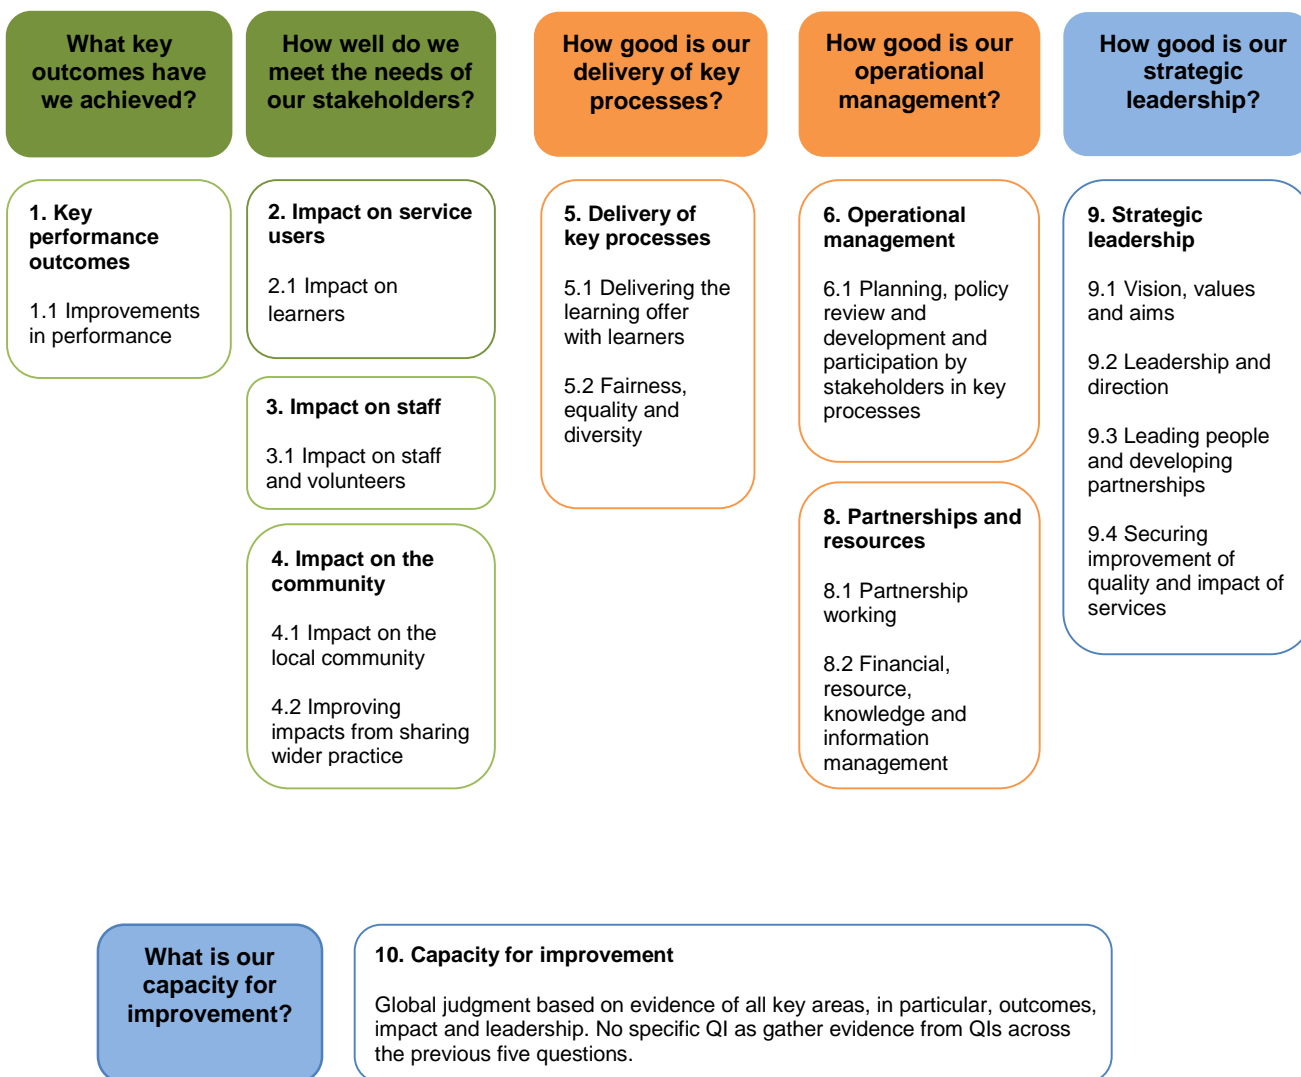 What key
outcomes have
we achieved?
How well do we
meet the needs of
our stakeholders?
How good is our
delivery of key
processes?
How good is our
operational
management?
How good is our
strategic
leadership?
1. Key
performance
outcomes
1.1 Improvements
in performance
2. Impact on service
users
2.1 Impact on
learners
3. Impact on staff
3.1 Impact on staff
and volunteers
4. Impact on the
community
4.1 Impact on the
local community
4.2 Improving
impacts from sharing
wider practice
5. Delivery of
key processes
5.1 Delivering the
learning offer
with learners
5.2 Fairness,
equality and
diversity
6. Operational
management
6.1 Planning, policy
review and
development and
participation by
stakeholders in key
processes
8. Partnerships and
resources
8.1 Partnership
working
8.2 Financial,
resource,
knowledge and
information
management
9. Strategic
leadership
9.1 Vision, values
and aims
9.2 Leadership and
direction
9.3 Leading people
and developing
partnerships
9.4 Securing
improvement of
quality and impact of
services
What is our
capacity for
improvement?
10. Capacity for improvement
Global judgment based on evidence of all key areas, in particular, outcomes,
impact and leadership. No specific QI as gather evidence from QIs across
the previous five questions.